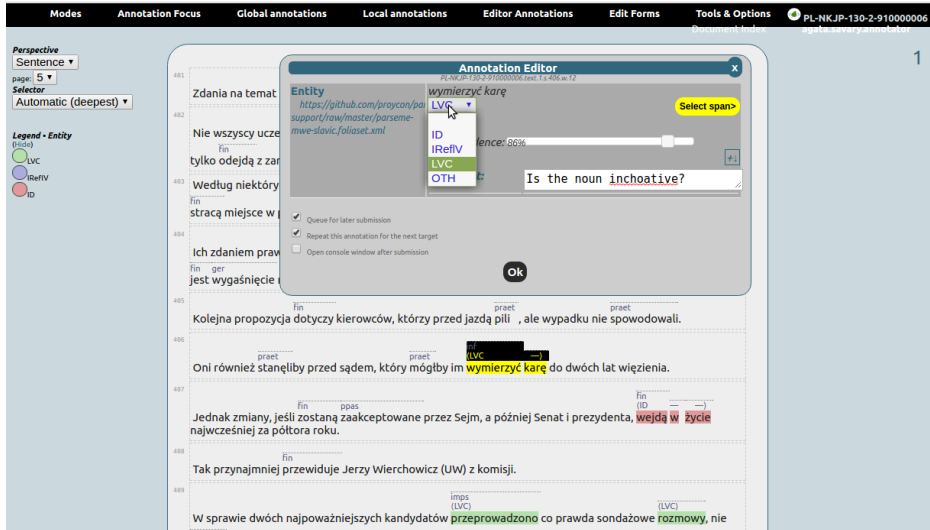 Modes Annotation Focus Global annotations Local annotations Editor Annotations Edit Forms Tools & Options PL-NKJP-130-2-910000006
Document Index agata.savary.annotator
Perspective
Sentence
page: 5
Selector
Automatic (deepest)
Legend • Entity
(Hide)
LVC
IReflV
ID
1
Annotation Editor
X
PL-NKJP-130-2-910000006.text.1.s.406.w.12
Entity
https://github.com/proycon/par
support/raw/master/parseme-
mwe-slavic.foliaset.xml
wymierzyć karę
LVC
ID
IReflV
LVC
OTH
Select span>
dence: 86%
t:
Is the noun inchoative?
Queue for later submission
Repeat this annotation for the next target
Open console window after submission
Ok
401
Zdania na temat
402
Nie wszyscy ucze
fin
tylko odejdą z zar
403
Według niektóry
fin
stracą miejsce w p
404
Ich zdaniem praw
fin ger
jest wygaśnięcie
405
fin praet praet
Kolejna propozycja dotyczy kierowców, którzy przed jazdą pili , ale wypadku nie spowodowali.
406
inf
praet praet (LVC —)
Oni również stanęliby przed sądem, który mógłby im wymierzyć karę do dwóch lat więzienia.
407
fin
fin ppas (ID — —)
Jednak zmiany, jeśli zostaną zaakceptowane przez Sejm, a później Senat i prezydenta, wejdą w życie
najwcześniej za półtora roku.
408
fin
Tak przynajmniej przewiduje Jerzy Wierchowicz (UW) z komisji.
409
imps
(LVC) (LVC)
W sprawie dwóch najpoważniejszych kandydatów przeprowadzono co prawda sondażowe rozmowy, nie